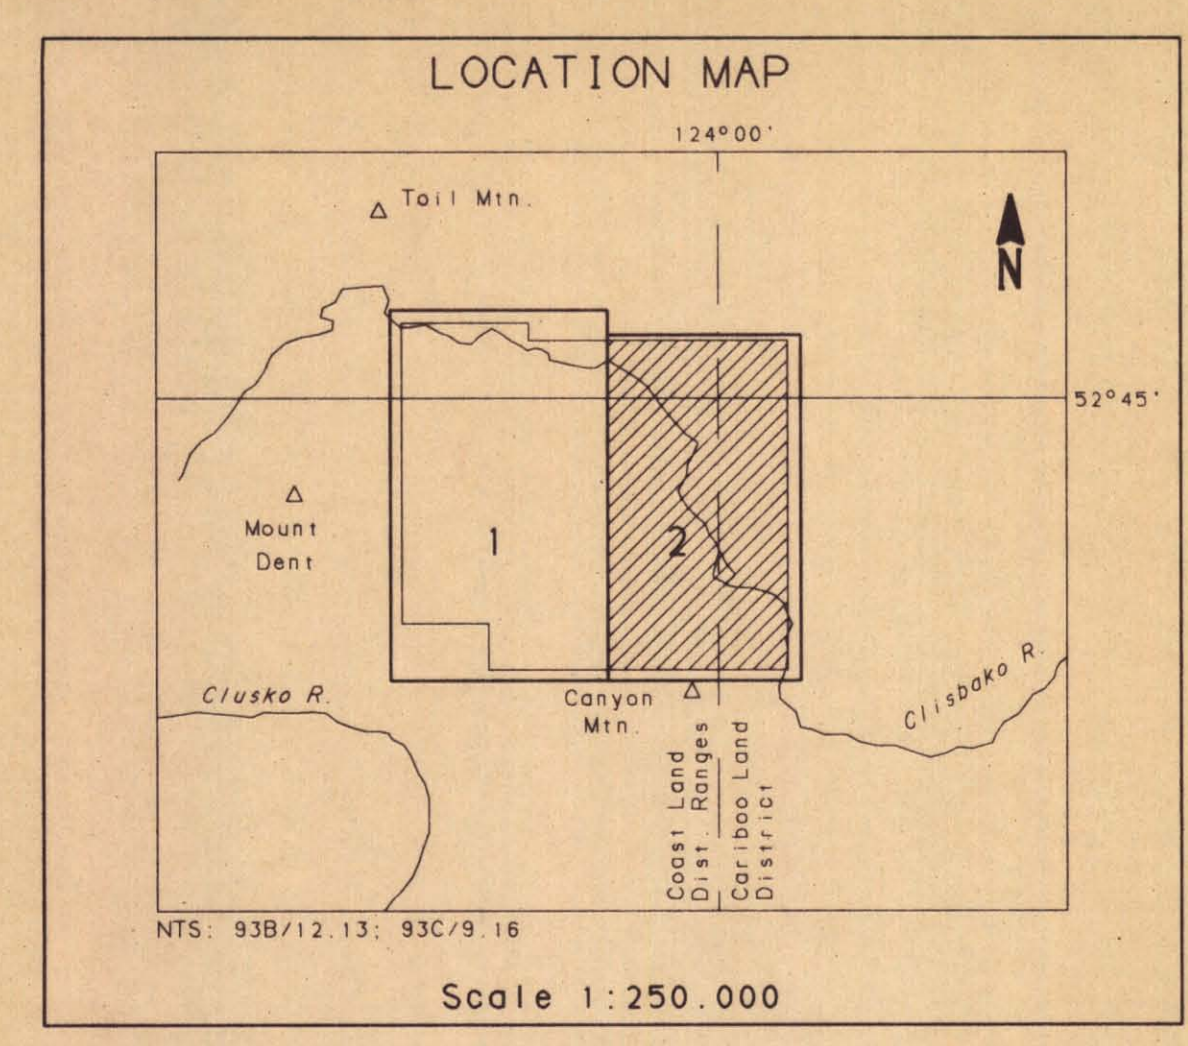 LOCATION MAP
124°00'
Toil Mtn.
N
52°45'
Mount
Dent
1
2
Clusko R.
Clisbako R.
Canyon
Mtn.
Coast Land
Dist. Ranges
Cariboo Land
District
NTS: 93B/12.13; 93C/9.16
Scale 1:250.000